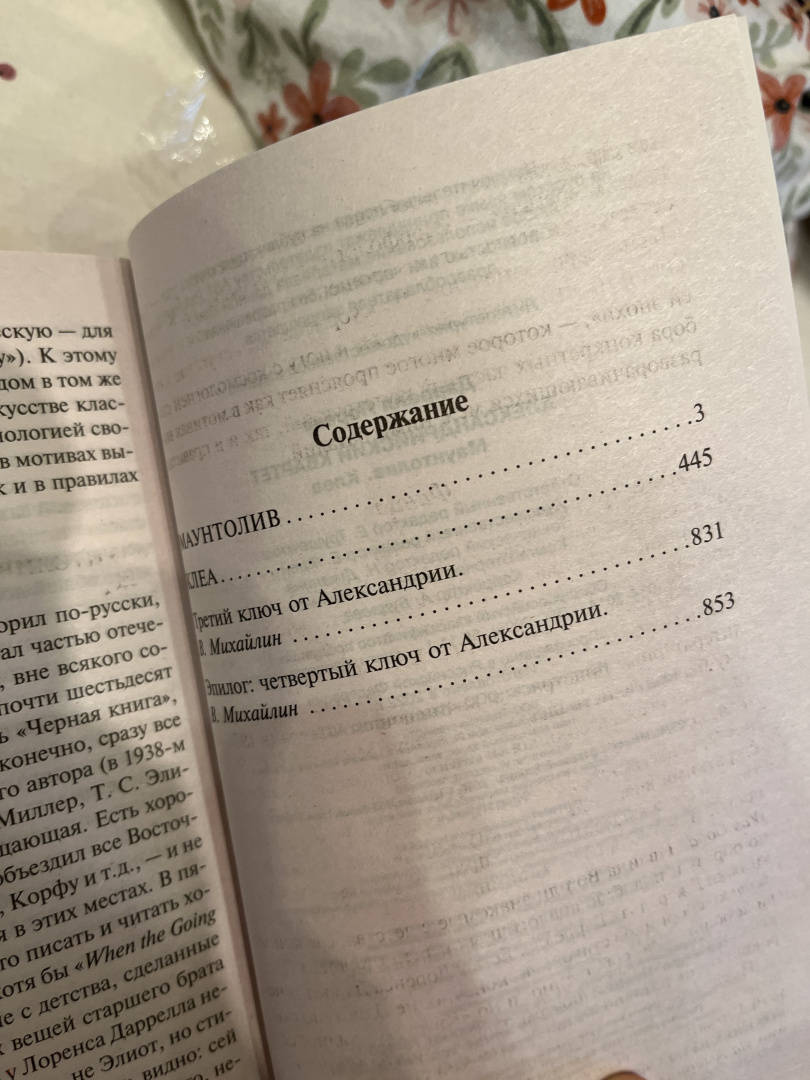 ескую — для
у»). К этому
дом в том же
кусстве клас-
нологией сво-
в мотивах вы-
к и в правилах
орил по-русски,
ал частью отече-
, вне всякого со-
почти шестьдесят
ь «Черная книга»,
конечно, сразу все
го автора (в 1938-м
Миллер, Т. С. Эли-
щающая. Есть хоро-
объездил все Восточ-
, Корфу и т.д., — и не
я в этих местах. В пя-
го писать и читать хо-
хотя бы «When the Going
ие с детства, сделанные
х вещей старшего брата
у Лоренса Даррелла не-
не Элиот, но сти-
видно: сей
не-
Содержание
МАУНТОЛИВ . . . . . . . . . . . . . . . . . . . . . . . . . . . . . . 3
КЛЕА . . . . . . . . . . . . . . . . . . . . . . . . . . . . . . . . . . 445
Третий ключ от Александрии.
В. Михайлин . . . . . . . . . . . . . . . . . . . . . . . . . . . . 831
Эпилог: четвертый ключ от Александрии.
В. Михайлин . . . . . . . . . . . . . . . . . . . . . . . . . . . . 853